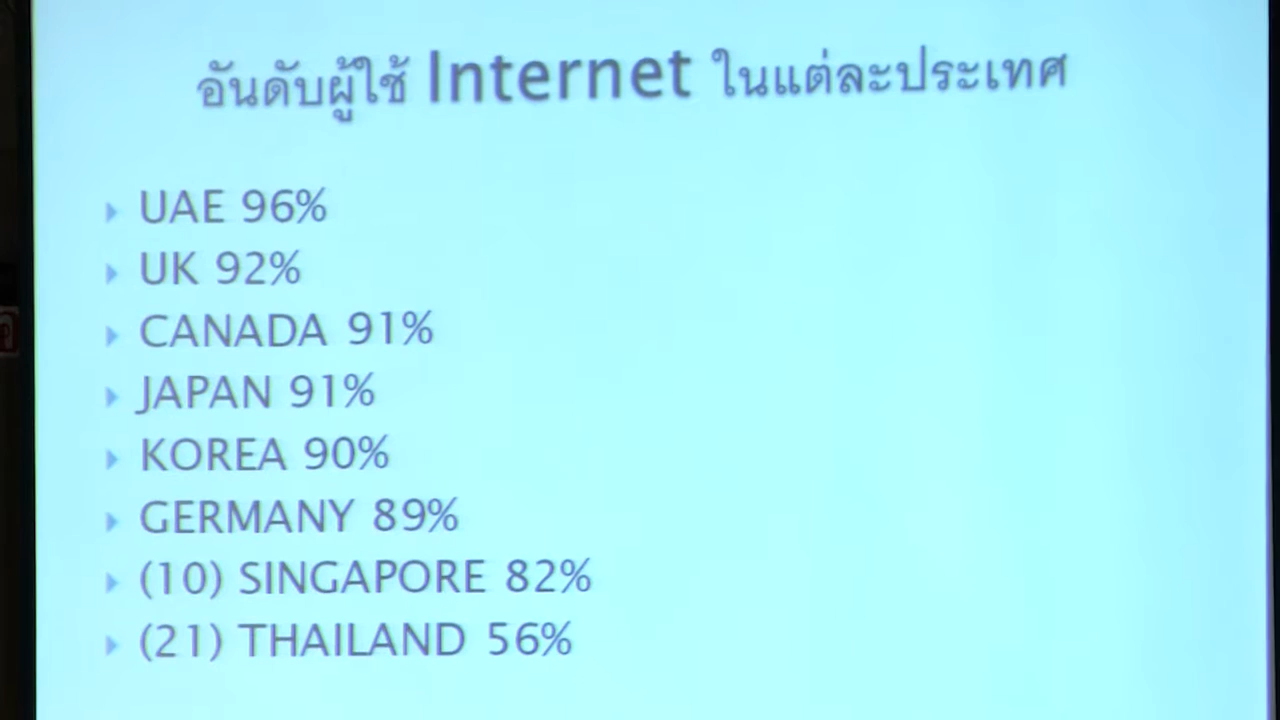 อันดับผู้ใช้ Internet ในแต่ละประเทศ
UAE 96%
UK 92%
CANADA 91%
JAPAN 91%
KOREA 90%
GERMANY 89%
(10) SINGAPORE 82%
(21) THAILAND 56%